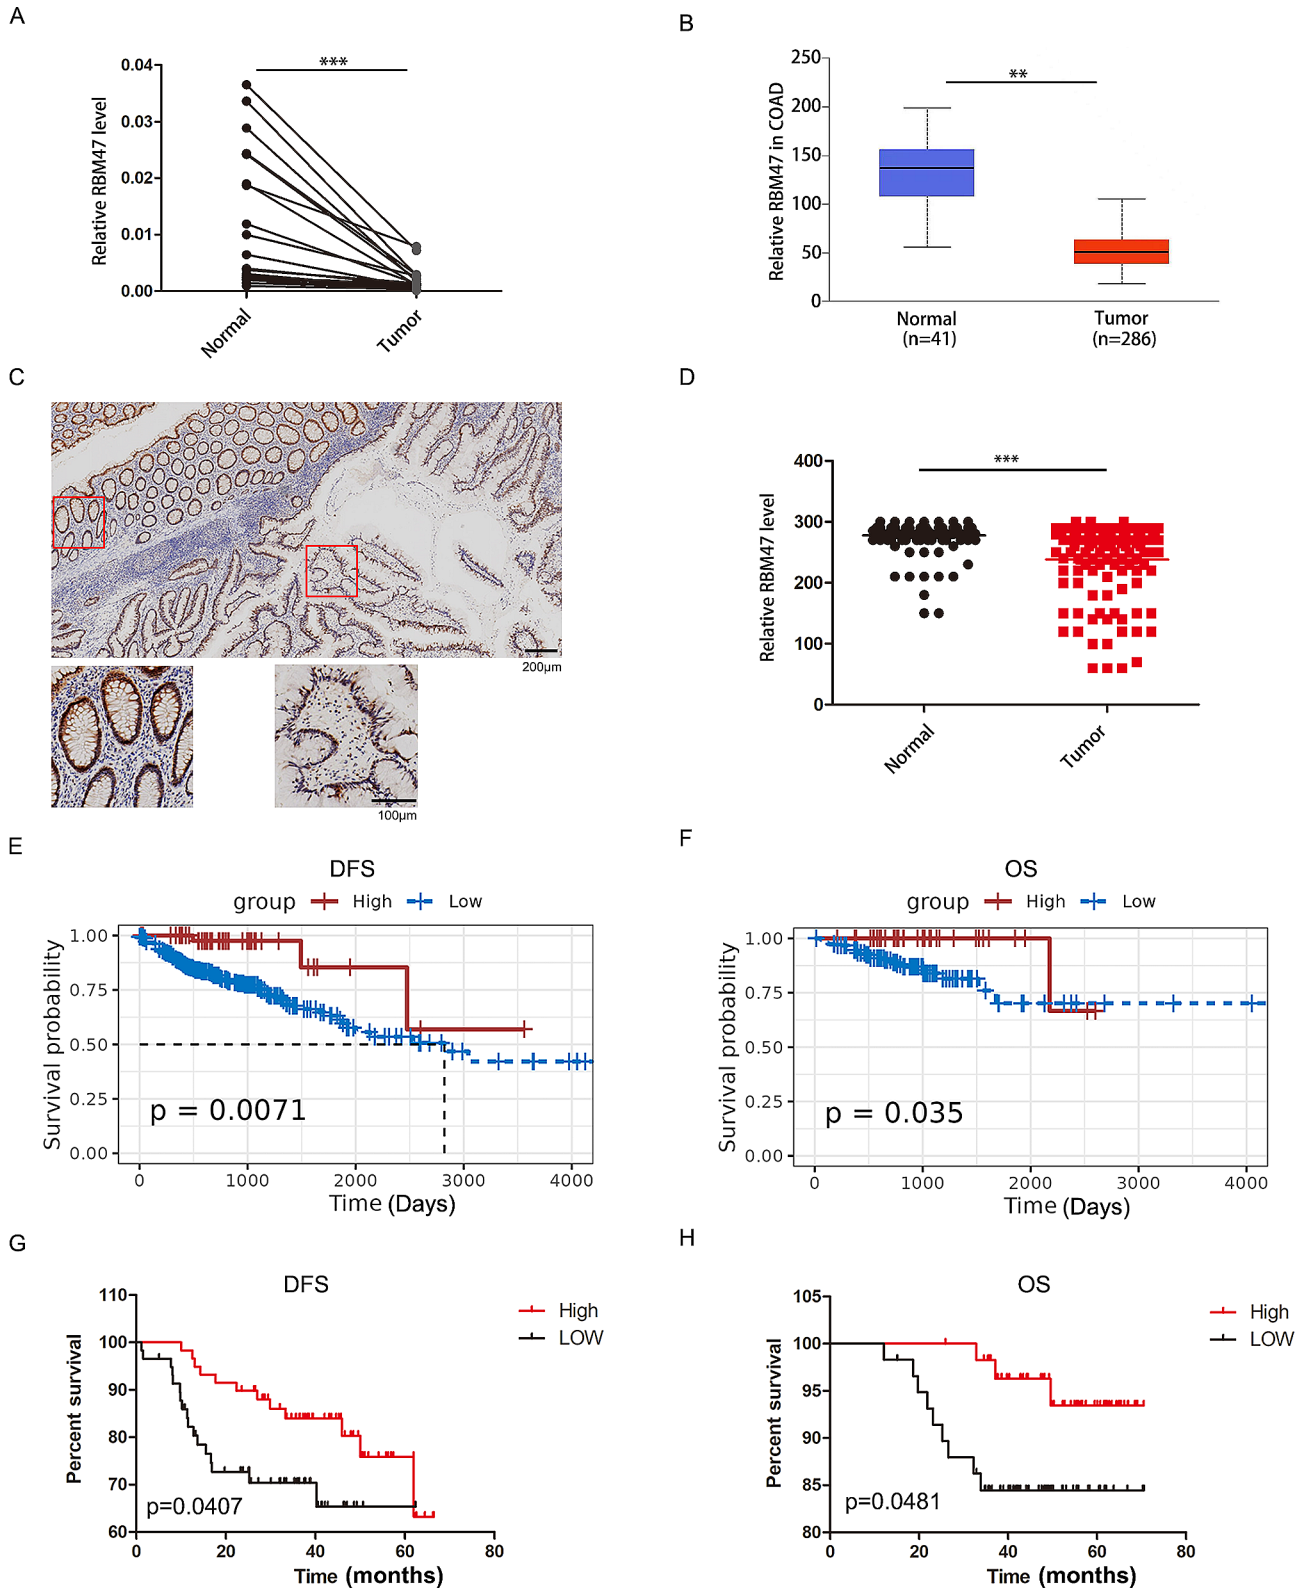 A
***
Relative RBM47 level
0.04
0.03
0.02
0.01
0.00
Normal
Tumor
B
**
Relative RBM47 in COAD
250
200
150
100
50
0
Normal
(n=41)
Tumor
(n=286)
C
200μm
100μm
D
***
Relative RBM47 level
400
300
200
100
0
Normal
Tumor
E
DFS
group High Low
Survival probability
1.00
0.75
0.50
0.25
0.00
p = 0.0071
0 1000 2000 3000 4000
Time (Days)
F
OS
group High Low
Survival probability
1.00
0.75
0.50
0.25
0.00
p = 0.035
0 1000 2000 3000 4000
Time (Days)
G
DFS
High
LOW
Percent survival
110
100
90
80
70
60
p=0.0407
0 20 40 60 80
Time (months)
H
OS
High
LOW
Percent survival
105
100
95
90
85
80
p=0.0481
0 20 40 60 80
Time (months)